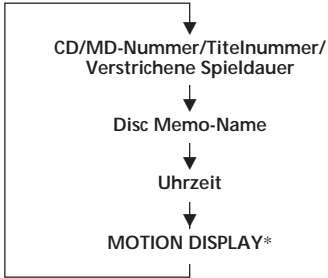 CD/MD-Nummer/Titelnummer/
Verstrichene Spieldauer
Disc Memo-Name
Uhrzeit
MOTION DISPLAY*